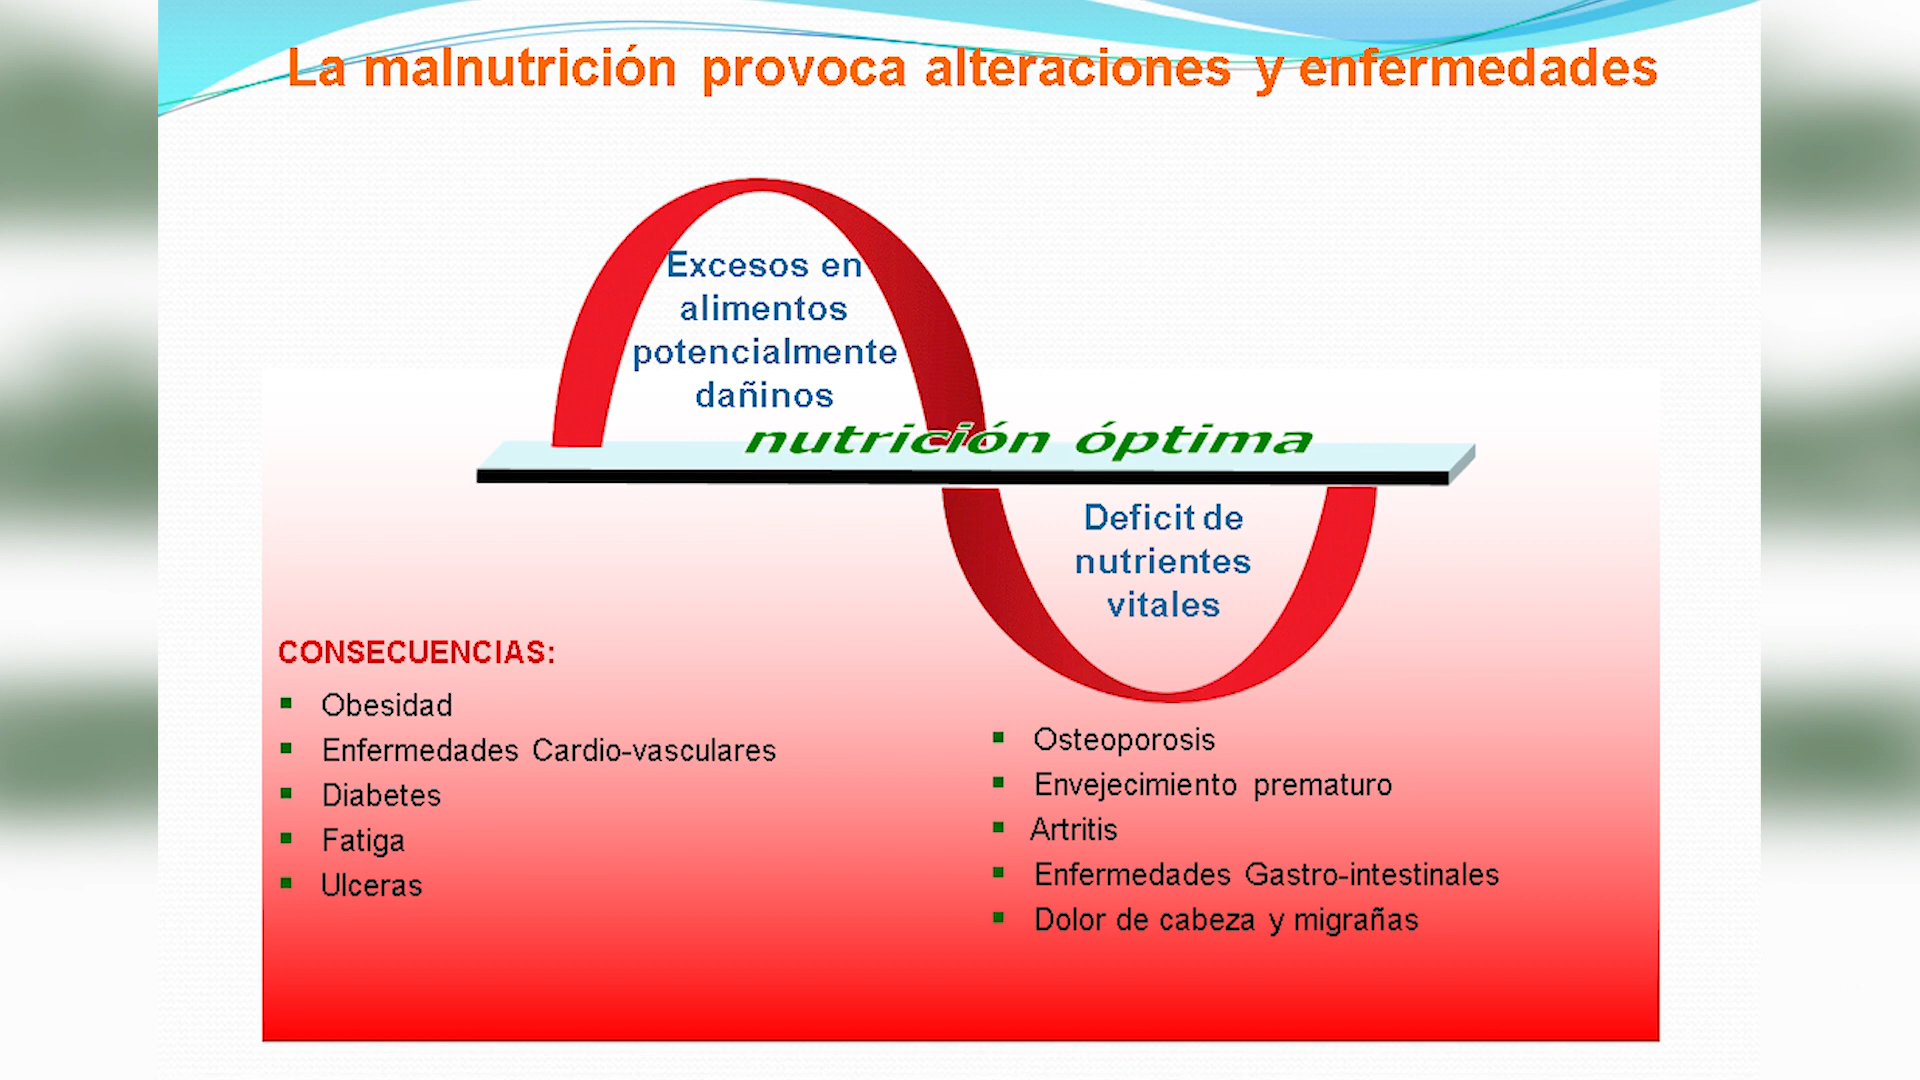 La malnutrición provoca alteraciones y enfermedades
Excesos en
alimentos
potencialmente
dañinos
nutrición óptima
Deficit de
nutrientes
vitales
CONSECUENCIAS:
Obesidad
Enfermedades Cardio-vasculares
Diabetes
Fatiga
Ulceras
Osteoporosis
Envejecimiento prematuro
Artritis
Enfermedades Gastro-intestinales
Dolor de cabeza y migrañas